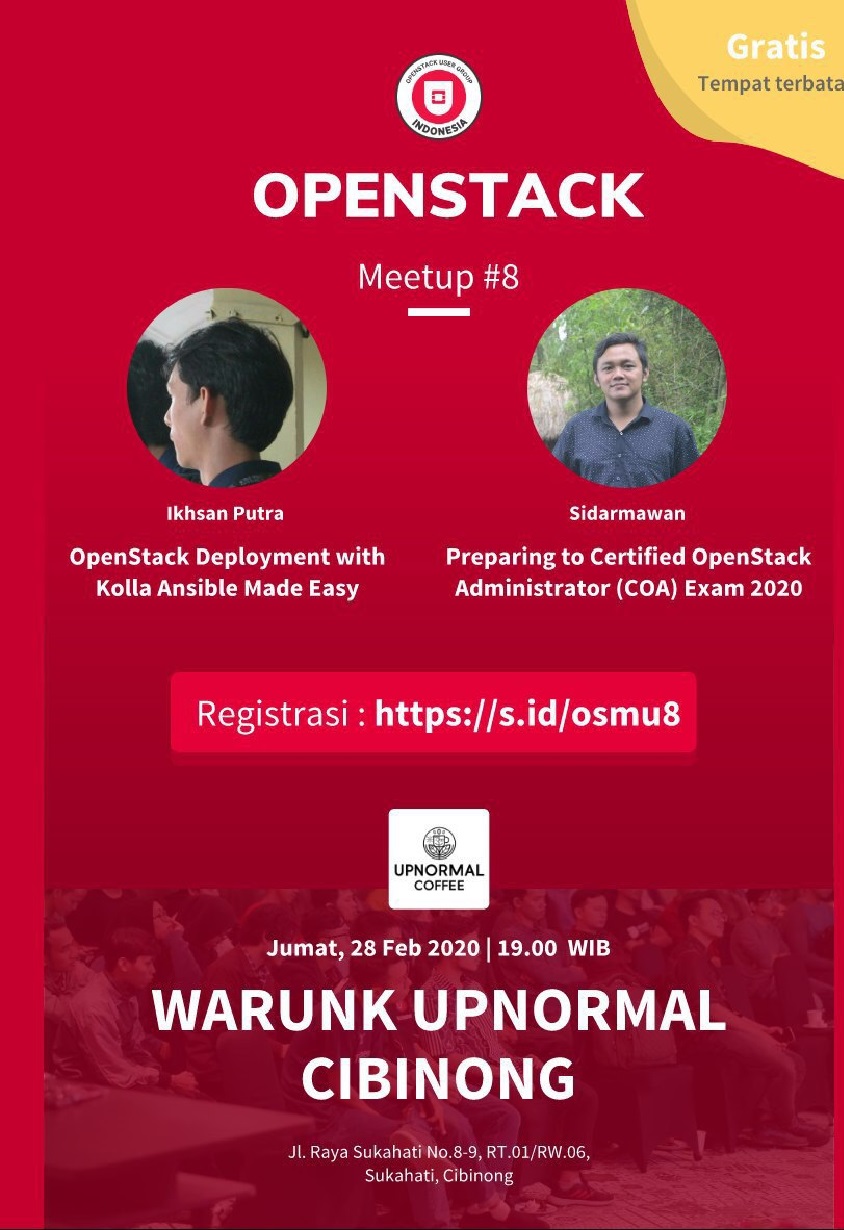 Gratis
Tempat terbata
OPENSTACK USER GROUP
INDONESIA
OPENSTACK
Meetup #8
Ikhsan Putra
OpenStack Deployment with
Kolla Ansible Made Easy
Sidarmawan
Preparing to Certified OpenStack
Administrator (COA) Exam 2020
Registrasi : https://s.id/osmu8
UPNORMAL
COFFEE
Jumat, 28 Feb 2020 | 19.00 WIB
WARUNK UPNORMAL
CIBINONG
Jl. Raya Sukahati No.8-9, RT.01/RW.06,
Sukahati, Cibinong